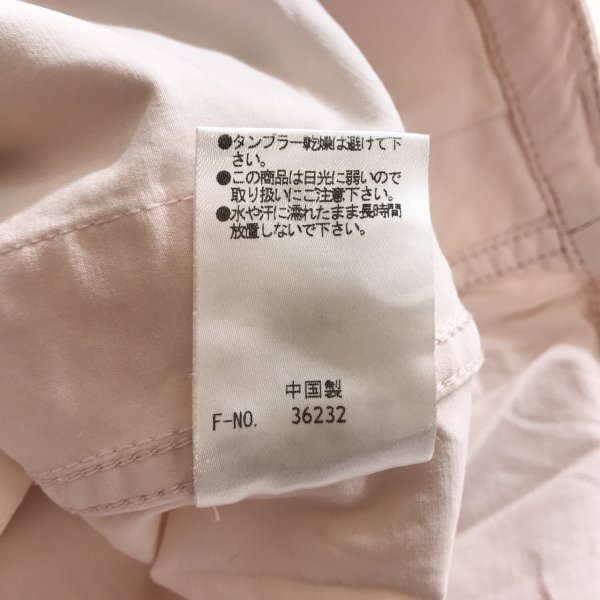 ●タンブラー乾燥は避けて下
さい。
●この商品は日光に弱いので
取り扱いにご注意下さい。
●水や汗に濡れたまま長時間
放置しないで下さい。
中国製
F-NO. 36232